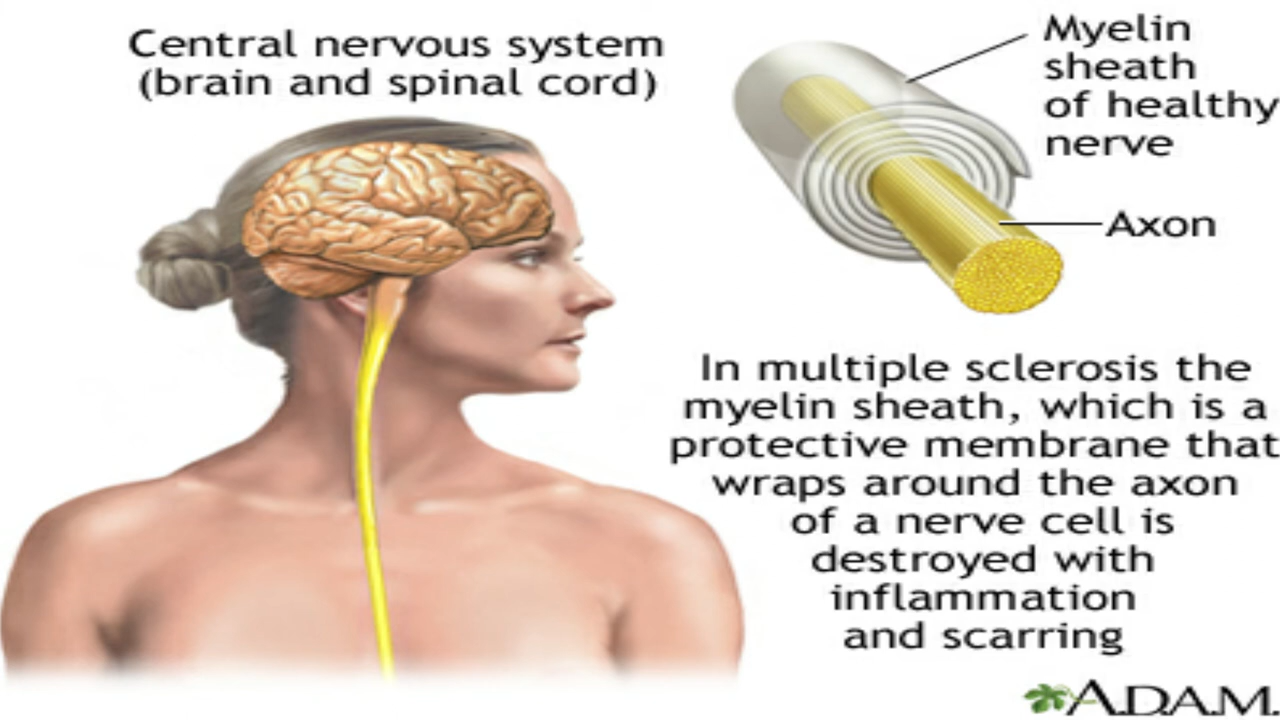 Central nervous system
(brain and spinal cord)
Myelin
sheath
of healthy
nerve
Axon
In multiple sclerosis the
myelin sheath, which is a
protective membrane that
wraps around the axon
of a nerve cell is
destroyed with
inflammation
and scarring
A.D.A.M.